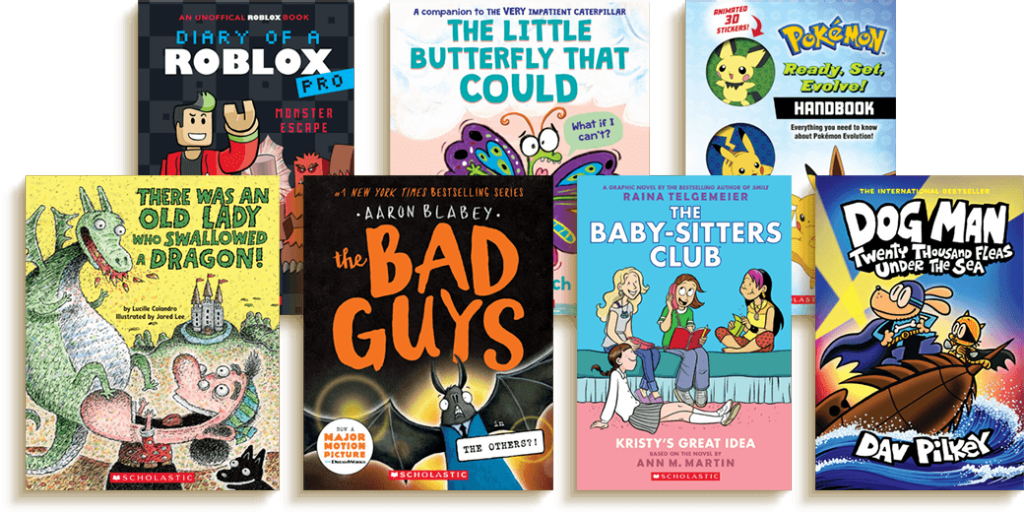 AN UNOFFICAL ROBLOX BOOK
DIARY OF A
ROBLOX
PRO
MONSTER
ESCAPE
A companion to THE VERY IMPATIENT CATERPILLAR
THE LITTLE
BUTTERFLY THAT
COULD
What if I
can't?
ch
ANIMATED
3D
STICKERS!
POKéMON
Ready, Set,
Evolve!
HANDBOOK
Everything you need to know
about Pokémon Evolution!
THERE WAS AN
OLD LADY
WHO SWALLOWED
A DRAGON!
by Lucille Colandro
Illustrated by Jared Lee
SCHOLASTIC
#1 NEW YORK TIMES BESTSELLING SERIES
•AARON BLABEY•
the BAD
GUYS
in
THE OTHERS?!
NOW A
MAJOR
MOTION
PICTURE
DREAMWORKS
SCHOLASTIC
A GRAPHIC NOVEL BY THE BESTSELLING AUTHOR OF SMILE
RAINA TELGEMEIER
THE
BABY-SITTERS
CLUB
KRISTY'S GREAT IDEA
BASED ON THE NOVEL BY
ANN M. MARTIN
SCHOLASTIC
THE INTERNATIONAL BESTSELLER
DOG MAN
TWENTY THOUSAND FLEAS
UNDER THE SEA
DAV PILKEY